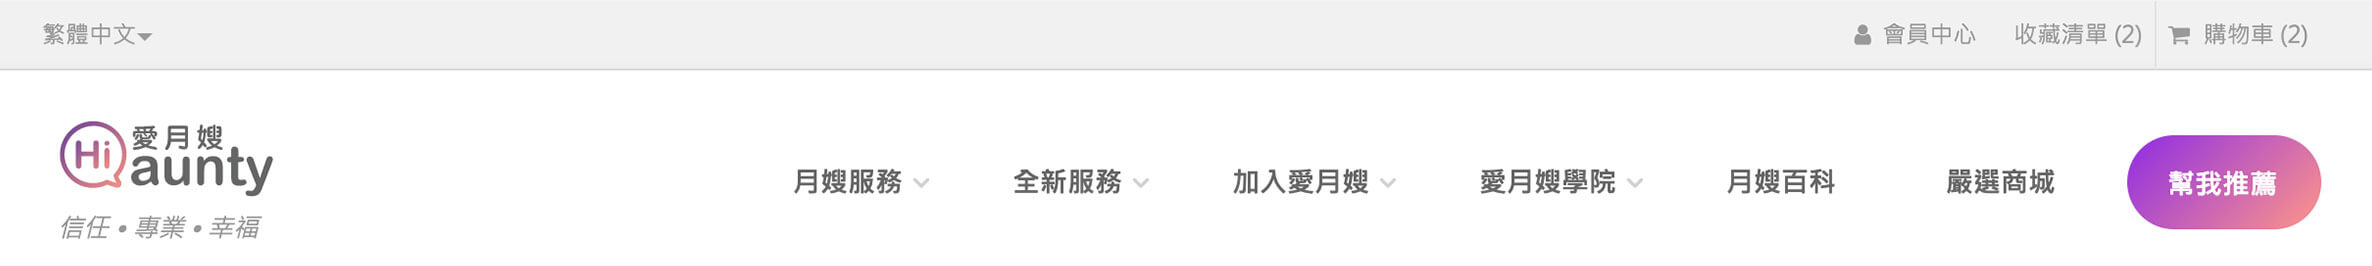 繁體中文
會員中心
收藏清單 (2)
購物車 (2)
Hi 愛月嫂
aunty
信任 • 專業 • 幸福
月嫂服務
全新服務
加入愛月嫂
愛月嫂學院
月嫂百科
嚴選商城
幫我推薦